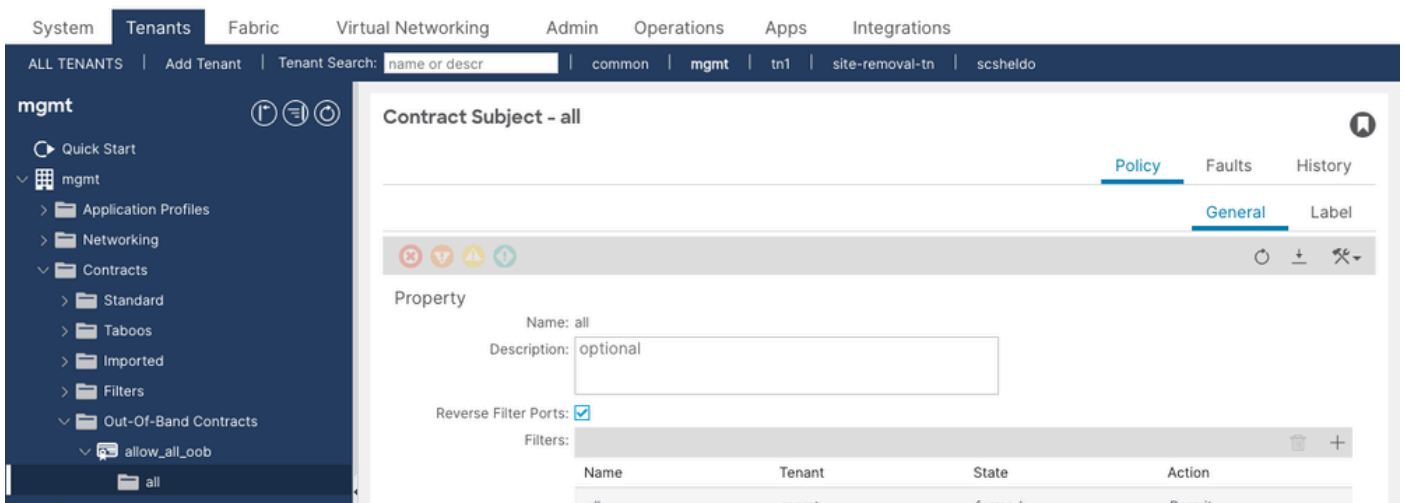 System Tenants Fabric Virtual Networking Admin Operations Apps Integrations
ALL TENANTS | Add Tenant | Tenant Search: name or descr | common | mgmt | tn1 | site-removal-tn | scsheldo
mgmt
Contract Subject - all
Quick Start
Policy Faults History
mgmt
Application Profiles
General Label
Networking
Contracts
Property
Standard
Name: all
Taboos
Description: optional
Imported
Filters
Reverse Filter Ports:
Out-Of-Band Contracts
Filters:
allow_all_oob
Name Tenant State Action
all